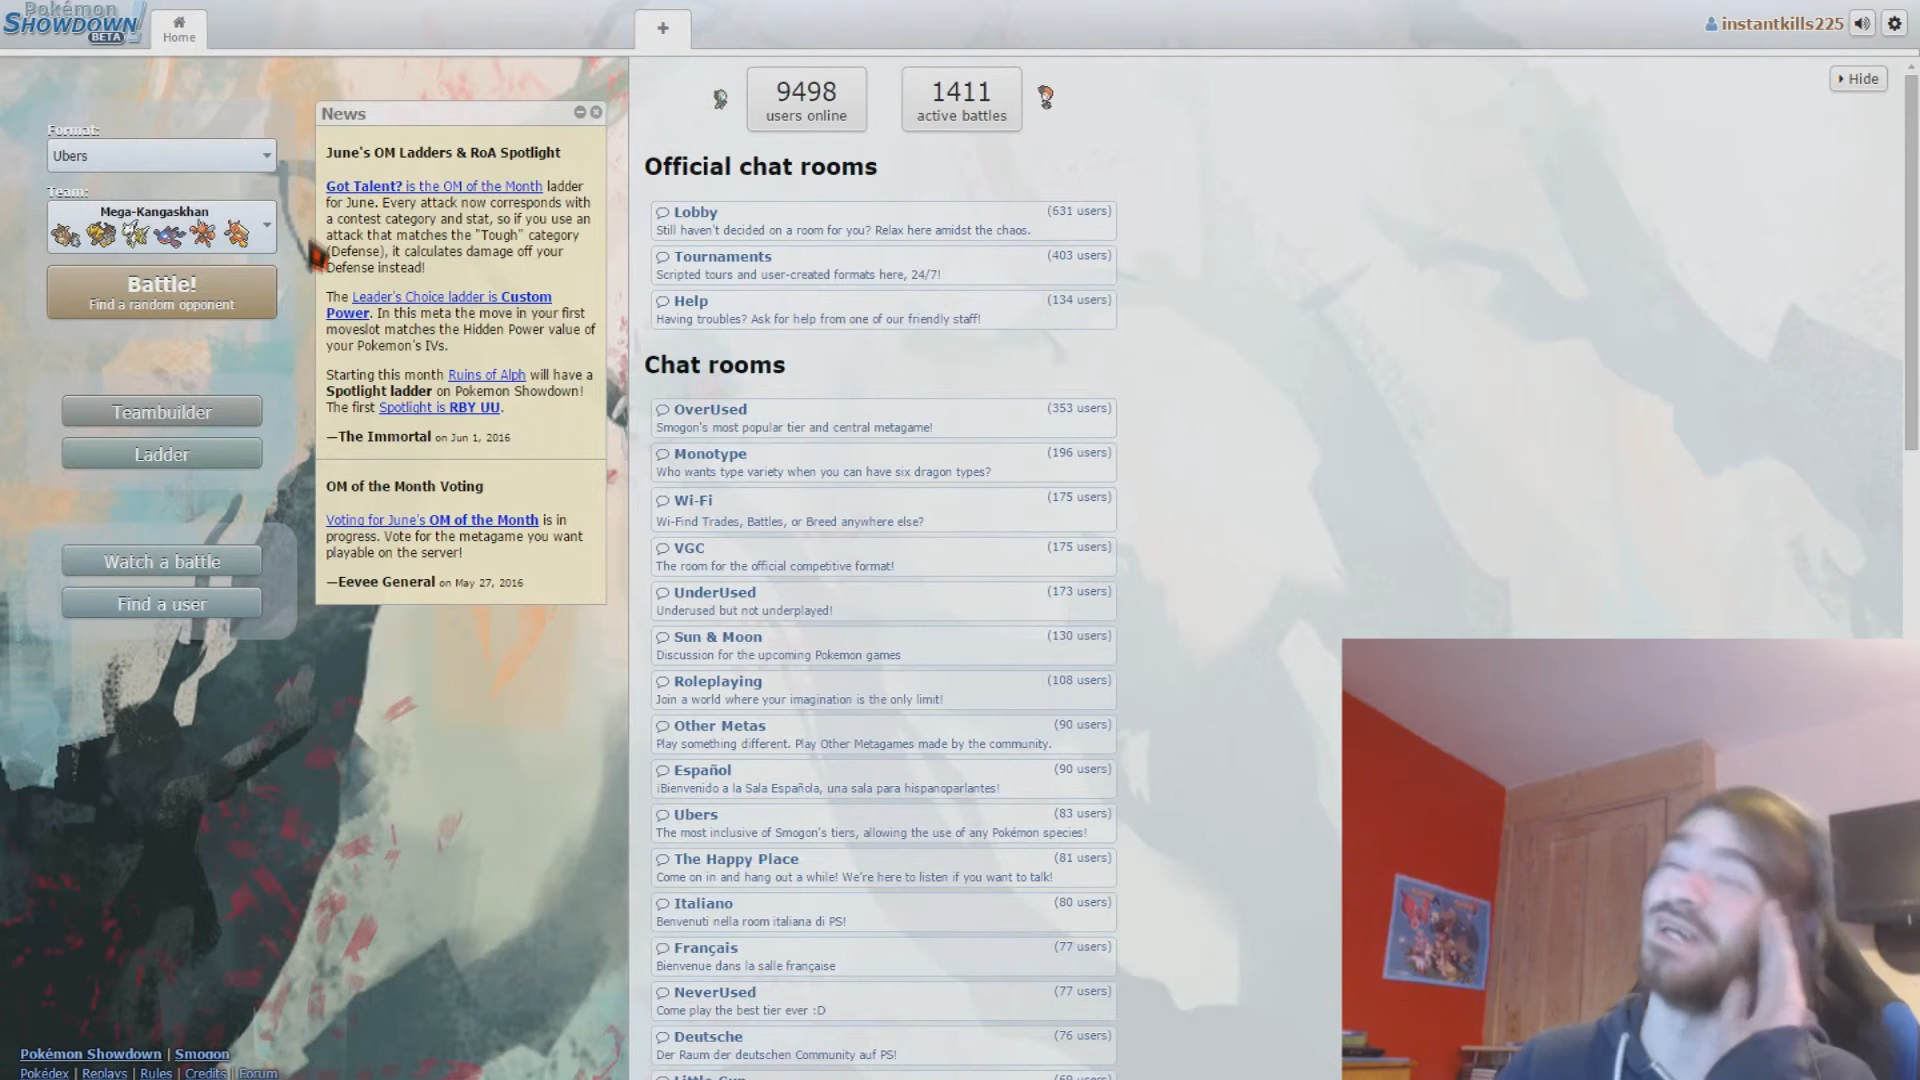 Pokémon
SHOWDOWN!
BETA
Home
+
instantkills225
Format:
Ubers
Team:
Mega-Kangaskhan
Battle!
Find a random opponent
Teambuilder
Ladder
Watch a battle
Find a user
Pokémon Showdown | Smogon
Pokédex | Replays | Rules | Credits | Forum
News
June's OM Ladders & RoA Spotlight
Got Talent? is the OM of the Month ladder
for June. Every attack now corresponds with
a contest category and stat, so if you use an
attack that matches the "Tough" category
(Defense), it calculates damage off your
Defense instead!
The Leader's Choice ladder is Custom
Power. In this meta the move in your first
moveslot matches the Hidden Power value of
your Pokemon's IVs.
Starting this month Ruins of Alph will have a
Spotlight ladder on Pokemon Showdown!
The first Spotlight is RBY UU.
—The Immortal on Jun 1, 2016
OM of the Month Voting
Voting for June's OM of the Month is in
progress. Vote for the metagame you want
playable on the server!
—Eevee General on May 27, 2016
Hide
9498
users online
1411
active battles
Official chat rooms
Lobby (631 users)
Still haven't decided on a room for you? Relax here amidst the chaos.
Tournaments (403 users)
Scripted tours and user-created formats here, 24/7!
Help (134 users)
Having troubles? Ask for help from one of our friendly staff!
Chat rooms
OverUsed (353 users)
Smogon's most popular tier and central metagame!
Monotype (196 users)
Who wants type variety when you can have six dragon types?
Wi-Fi (175 users)
Wi-Find Trades, Battles, or Breed anywhere else?
VGC (175 users)
The room for the official competitive format!
UnderUsed (173 users)
Underused but not underplayed!
Sun & Moon (130 users)
Discussion for the upcoming Pokemon games
Roleplaying (108 users)
Join a world where your imagination is the only limit!
Other Metas (90 users)
Play something different. Play Other Metagames made by the community.
Español (90 users)
¡Bienvenido a la Sala Española, una sala para hispanoparlantes!
Ubers (83 users)
The most inclusive of Smogon's tiers, allowing the use of any Pokémon species!
The Happy Place (81 users)
Come on in and hang out a while! We're here to listen if you want to talk!
Italiano (80 users)
Benvenuti nella room italiana di PS!
Français (77 users)
Bienvenue dans la salle française
NeverUsed (77 users)
Come play the best tier ever :D
Deutsche (76 users)
Der Raum der deutschen Community auf PS!